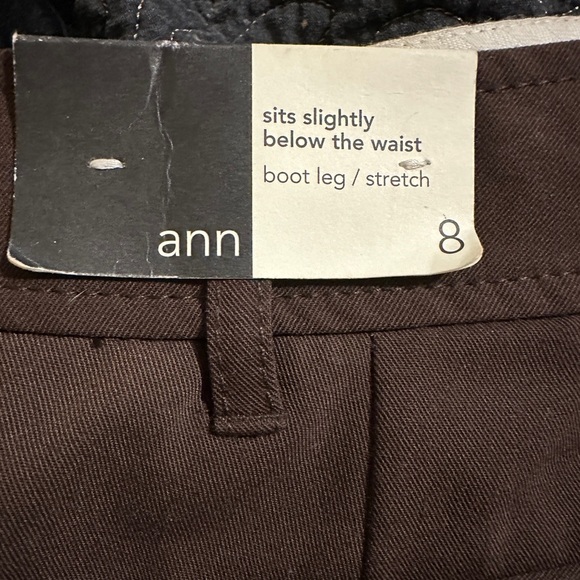 sits slightly
below the waist
boot leg / stretch
ann
8